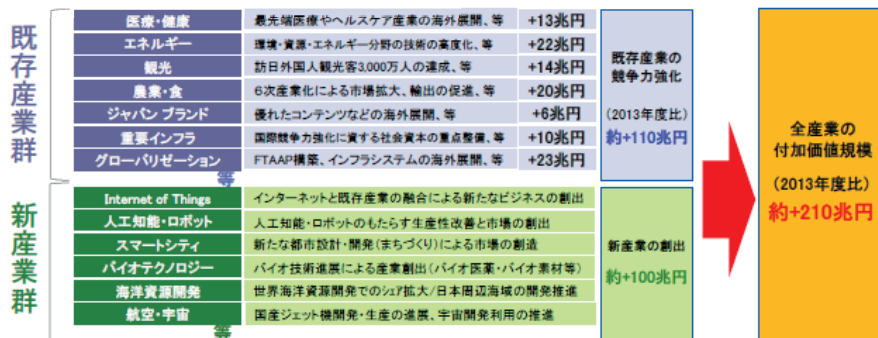 既存産業群
医療・健康 最先端医療やヘルスケア産業の海外展開、等 +13兆円
エネルギー 環境・資源・エネルギー分野の技術の高度化、等 +22兆円
観光 訪日外国人観光客3,000万人の達成、等 +14兆円
農業・食 6次産業化による市場拡大、輸出の促進、等 +20兆円
ジャパン ブランド 優れたコンテンツなどの海外展開、等 +6兆円
重要インフラ 国際競争力強化に資する社会資本の重点整備、等 +10兆円
グローバリゼーション FTAAP構築、インフラシステムの海外展開、等 +23兆円
等
既存産業の
競争力強化
(2013年度比)
約+110兆円
新産業群
Internet of Things インターネットと既存産業の融合による新たなビジネスの創出
人工知能・ロボット 人工知能・ロボットのもたらす生産性改善と市場の創出
スマートシティ 新たな都市設計・開発(まちづくり)による市場の創造
バイオテクノロジー バイオ技術進展による産業創出(バイオ医薬・バイオ素材等)
海洋資源開発 世界海洋資源開発でのシェア拡大/日本周辺海域の開発推進
航空・宇宙 国産ジェット機開発・生産の進展、宇宙開発利用の推進
等
新産業の創出
約+100兆円
全産業の
付加価値規模
(2013年度比)
約+210兆円